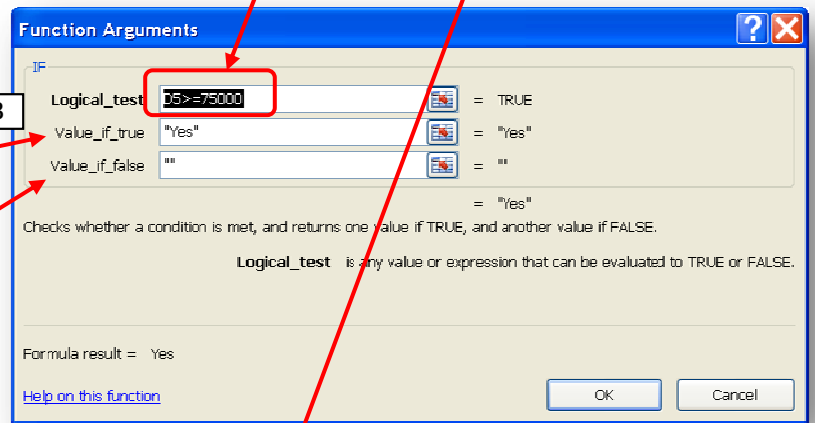 Function Arguments ?
IF
Logical_test D5>=75000 = TRUE
3
Value_if_true "Yes" = "Yes"
Value_if_false "" = ""
= "Yes"
Checks whether a condition is met, and returns one value if TRUE, and another value if FALSE.
Logical_test is any value or expression that can be evaluated to TRUE or FALSE.
Formula result = Yes
Help on this function OK Cancel